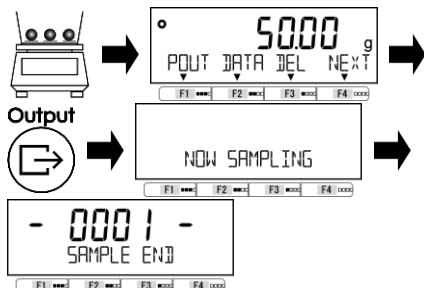 50.00 g
POUT DATA DEL NEXT
F1 F2 F3 F4
Output
NOW SAMPLING
F1 F2 F3 F4
- 0001 -
SAMPLE END
F1 F2 F3 F4